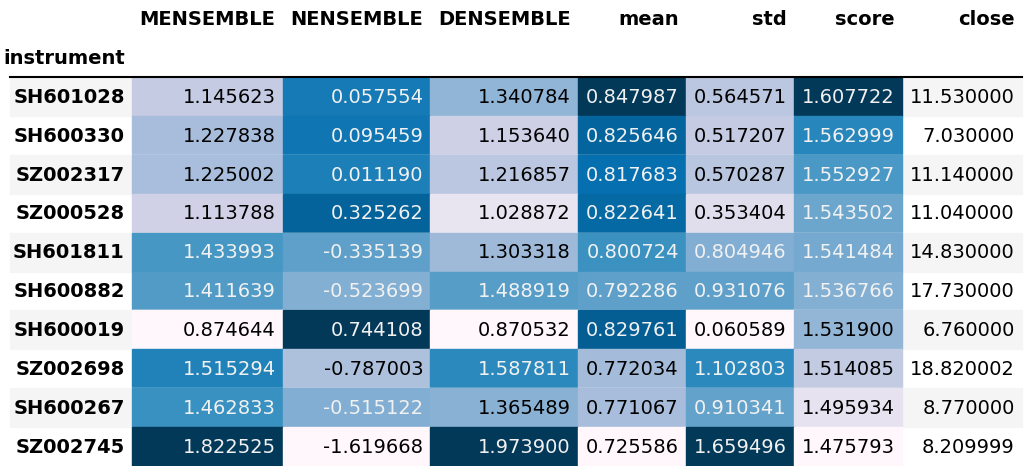 MENSEMBLE NENSEMBLE DENSEMBLE mean std score close
instrument
SH601028 1.145623 0.057554 1.340784 0.847987 0.564571 1.607722 11.530000
SH600330 1.227838 0.095459 1.153640 0.825646 0.517207 1.562999 7.030000
SZ002317 1.225002 0.011190 1.216857 0.817683 0.570287 1.552927 11.140000
SZ000528 1.113788 0.325262 1.028872 0.822641 0.353404 1.543502 11.040000
SH601811 1.433993 -0.335139 1.303318 0.800724 0.804946 1.541484 14.830000
SH600882 1.411639 -0.523699 1.488919 0.792286 0.931076 1.536766 17.730000
SH600019 0.874644 0.744108 0.870532 0.829761 0.060589 1.531900 6.760000
SZ002698 1.515294 -0.787003 1.587811 0.772034 1.102803 1.514085 18.820002
SH600267 1.462833 -0.515122 1.365489 0.771067 0.910341 1.495934 8.770000
SZ002745 1.822525 -1.619668 1.973900 0.725586 1.659496 1.475793 8.209999